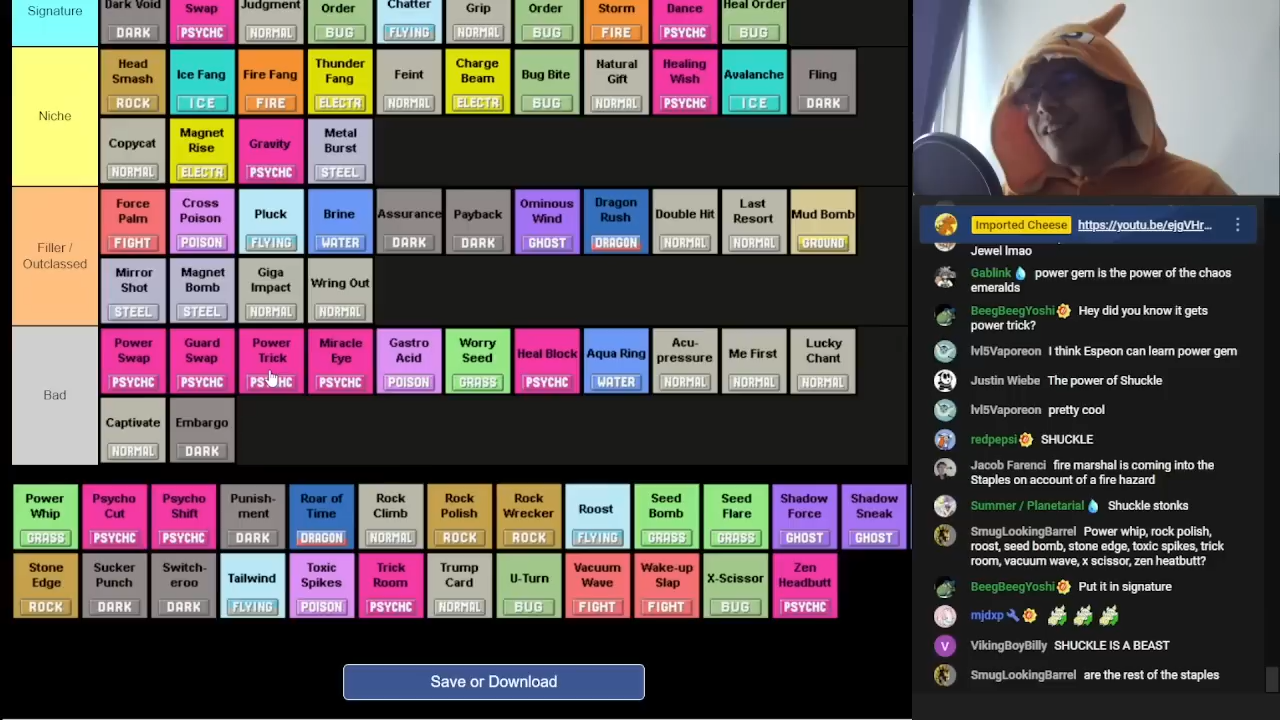 Signature
Dark Void
DARK
Swap
PSYCHC
Judgment
NORMAL
Order
BUG
Chatter
FLYING
Grip
NORMAL
Order
BUG
Storm
FIRE
Dance
PSYCHC
Heal Order
BUG
Niche
Head
Smash
ROCK
Ice Fang
ICE
Fire Fang
FIRE
Thunder
Fang
ELECTR
Feint
NORMAL
Charge
Beam
ELECTR
Bug Bite
BUG
Natural
Gift
NORMAL
Healing
Wish
PSYCHC
Avalanche
ICE
Fling
DARK
Copycat
NORMAL
Magnet
Rise
ELECTR
Gravity
PSYCHC
Metal
Burst
STEEL
Filler /
Outclassed
Force
Palm
FIGHT
Cross
Poison
POISON
Pluck
FLYING
Brine
WATER
Assurance
DARK
Payback
DARK
Ominous
Wind
GHOST
Dragon
Rush
DRAGON
Double Hit
NORMAL
Last
Resort
NORMAL
Mud Bomb
GROUND
Mirror
Shot
STEEL
Magnet
Bomb
STEEL
Giga
Impact
NORMAL
Wring Out
NORMAL
Bad
Power
Swap
PSYCHC
Guard
Swap
PSYCHC
Power
Trick
PSYCHC
Miracle
Eye
PSYCHC
Gastro
Acid
POISON
Worry
Seed
GRASS
Heal Block
PSYCHC
Aqua Ring
WATER
Acu-
pressure
NORMAL
Me First
NORMAL
Lucky
Chant
NORMAL
Captivate
NORMAL
Embargo
DARK
Power
Whip
GRASS
Psycho
Cut
PSYCHC
Psycho
Shift
PSYCHC
Punish-
ment
DARK
Roar of
Time
DRAGON
Rock
Climb
NORMAL
Rock
Polish
ROCK
Rock
Wrecker
ROCK
Roost
FLYING
Seed
Bomb
GRASS
Seed
Flare
GRASS
Shadow
Force
GHOST
Shadow
Sneak
GHOST
Stone
Edge
ROCK
Sucker
Punch
DARK
Switch-
eroo
DARK
Tailwind
FLYING
Toxic
Spikes
POISON
Trick
Room
PSYCHC
Trump
Card
NORMAL
U-Turn
BUG
Vacuum
Wave
FIGHT
Wake-up
Slap
FIGHT
X-Scissor
BUG
Zen
Headbutt
PSYCHC
Save or Download
Imported Cheese https://youtu.be/ejgVHr...
Jewel lmao
Gablink power gem is the power of the chaos
emeralds
BeegBeegYoshi Hey did you know it gets
power trick?
lvl5Vaporeon I think Espeon can learn power gem
Justin Wiebe The power of Shuckle
lvl5Vaporeon pretty cool
redpepsi SHUCKLE
Jacob Farenci fire marshal is coming into the
Staples on account of a fire hazard
Summer / Planetarial Shuckle stonks
SmugLookingBarrel Power whip, rock polish,
roost, seed bomb, stone edge, toxic spikes, trick
room, vacuum wave, x scissor, zen heatbutt?
BeegBeegYoshi Put it in signature
mjdxp
V
VikingBoyBilly SHUCKLE IS A BEAST
SmugLookingBarrel are the rest of the staples